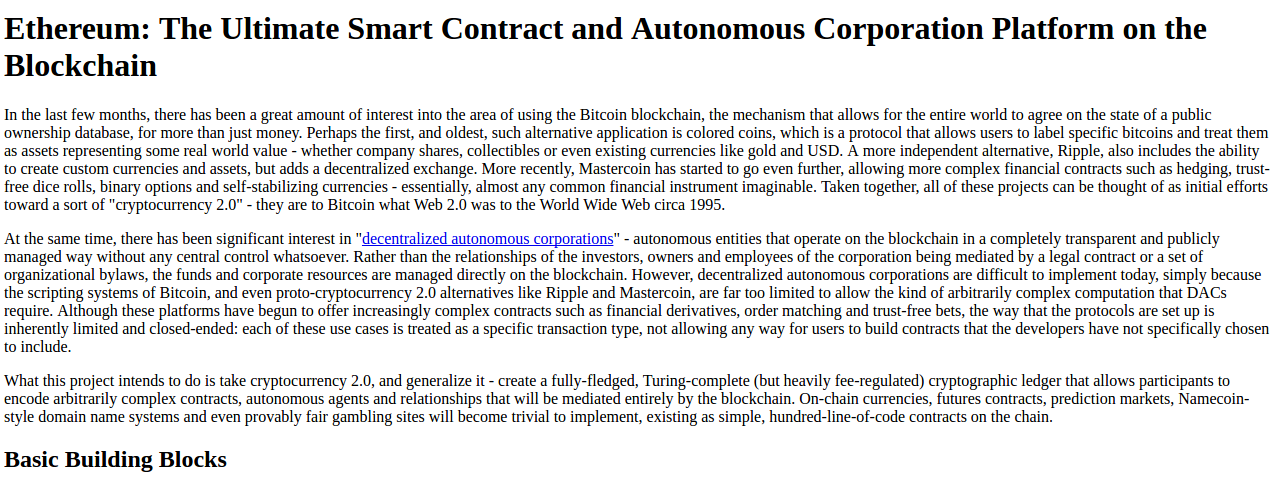 Ethereum: The Ultimate Smart Contract and Autonomous Corporation Platform on the
Blockchain
In the last few months, there has been a great amount of interest into the area of using the Bitcoin blockchain, the mechanism that allows for the entire world to agree on the state of a public
ownership database, for more than just money. Perhaps the first, and oldest, such alternative application is colored coins, which is a protocol that allows users to label specific bitcoins and treat them
as assets representing some real world value - whether company shares, collectibles or even existing currencies like gold and USD. A more independent alternative, Ripple, also includes the ability
to create custom currencies and assets, but adds a decentralized exchange. More recently, Mastercoin has started to go even further, allowing more complex financial contracts such as hedging, trust-
free dice rolls, binary options and self-stabilizing currencies - essentially, almost any common financial instrument imaginable. Taken together, all of these projects can be thought of as initial efforts
toward a sort of "cryptocurrency 2.0" - they are to Bitcoin what Web 2.0 was to the World Wide Web circa 1995.
At the same time, there has been significant interest in "decentralized autonomous corporations" - autonomous entities that operate on the blockchain in a completely transparent and publicly
managed way without any central control whatsoever. Rather than the relationships of the investors, owners and employees of the corporation being mediated by a legal contract or a set of
organizational bylaws, the funds and corporate resources are managed directly on the blockchain. However, decentralized autonomous corporations are difficult to implement today, simply because
the scripting systems of Bitcoin, and even proto-cryptocurrency 2.0 alternatives like Ripple and Mastercoin, are far too limited to allow the kind of arbitrarily complex computation that DACs
require. Although these platforms have begun to offer increasingly complex contracts such as financial derivatives, order matching and trust-free bets, the way that the protocols are set up is
inherently limited and closed-ended: each of these use cases is treated as a specific transaction type, not allowing any way for users to build contracts that the developers have not specifically chosen
to include.
What this project intends to do is take cryptocurrency 2.0, and generalize it - create a fully-fledged, Turing-complete (but heavily fee-regulated) cryptographic ledger that allows participants to
encode arbitrarily complex contracts, autonomous agents and relationships that will be mediated entirely by the blockchain. On-chain currencies, futures contracts, prediction markets, Namecoin-
style domain name systems and even provably fair gambling sites will become trivial to implement, existing as simple, hundred-line-of-code contracts on the chain.
Basic Building Blocks